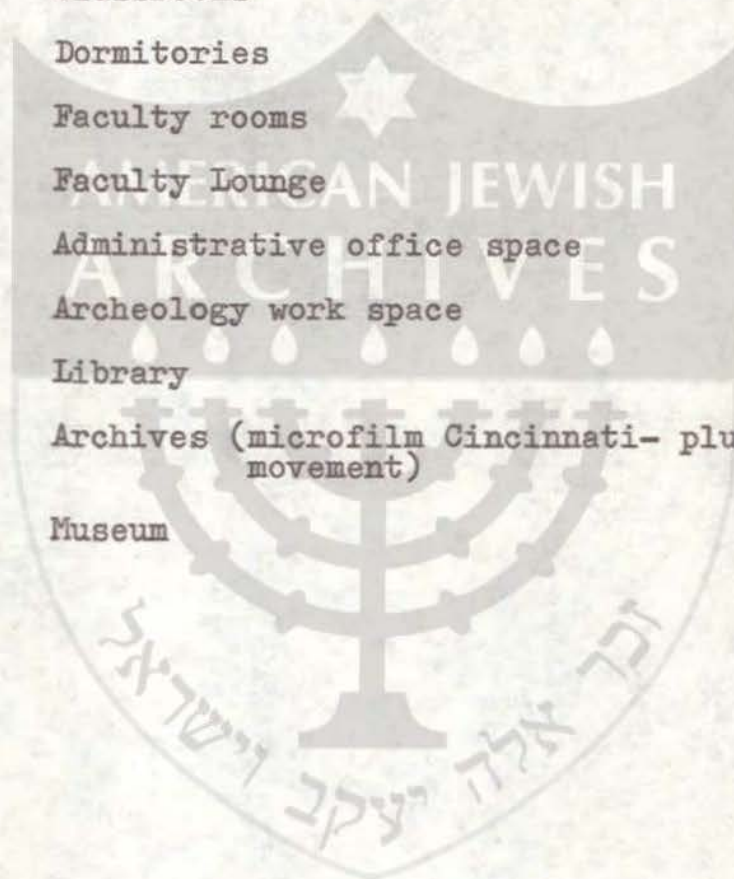 Dormitories
Faculty rooms
Faculty Lounge
AMERICAN JEWISH
Administrative office space
ARCHIVES
Archeology work space
Library
Archives (microfilm Cincinnati- plu
movement)
Museum
זכר אלה יעקב וישראל